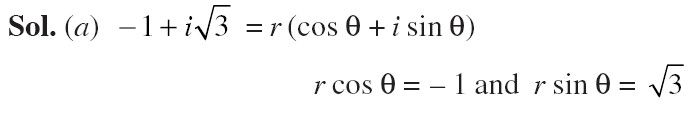 Sol. (a) –1 + i√3 = r (cos θ + i sin θ)
r cos θ = – 1 and r sin θ = √3